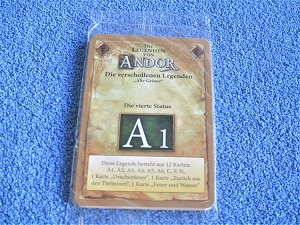 DIE
LEGENDEN
VON
ANDOR
Die verschollenen Legenden
„Alte Geister“
Die vierte Statue
A1
Diese Legende besteht aus 12 Karten:
A1, A2, A3, A4, A5, A6, C, F, N,
1 Karte „Drachenfeuer“, 1 Karte „Zurück aus
den Tiefminen“, 1 Karte „Feuer und Wasser“